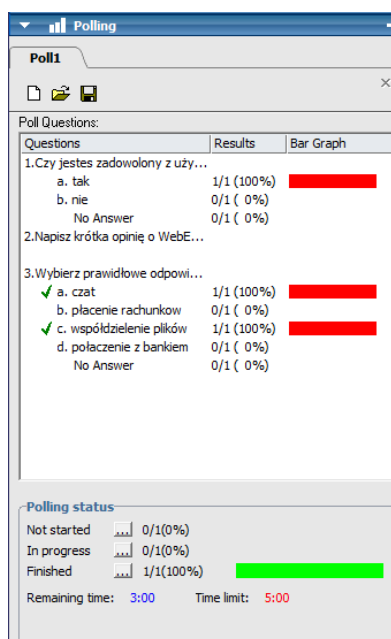 Polling
Poll1
Poll Questions:
Questions Results Bar Graph
1.Czy jestes zadowolony z uży...
a. tak 1/1 (100%)
b. nie 0/1 ( 0%)
No Answer 0/1 ( 0%)
2.Napisz krótka opinię o WebE...
3.Wybierz prawidłowe odpowi...
a. czat 1/1 (100%)
b. płacenie rachunkow 0/1 ( 0%)
c. współdzielenie plików 1/1 (100%)
d. połaczenie z bankiem 0/1 ( 0%)
No Answer 0/1 ( 0%)
Polling status
Not started ... 0/1(0%)
In progress ... 0/1(0%)
Finished ... 1/1(100%)
Remaining time: 3:00 Time limit: 5:00